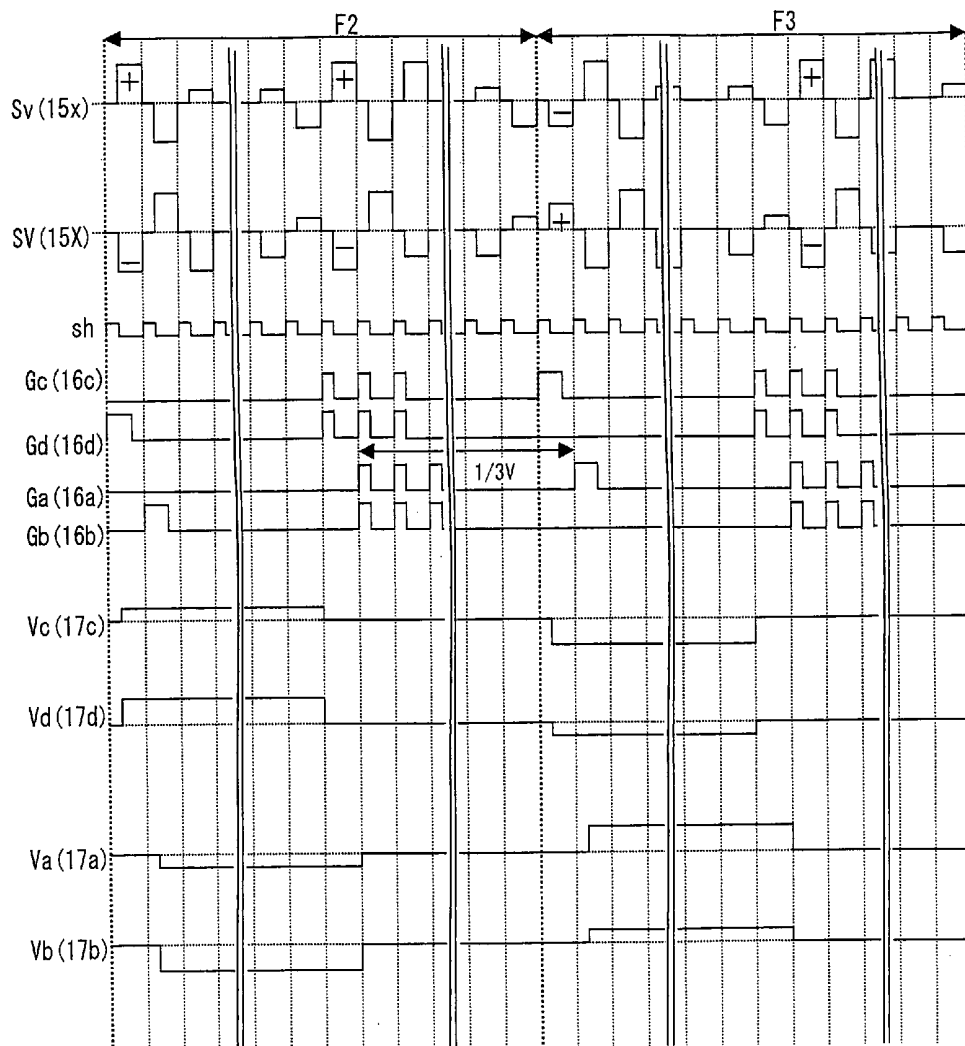 F2 F3
+ + +
Sv(15x) −
SV(15X) +
− − −
sh
Gc(16c)
Gd(16d)
1/3V
Ga(16a)
Gb(16b)
Vc(17c)
Vd(17d)
Va(17a)
Vb(17b)